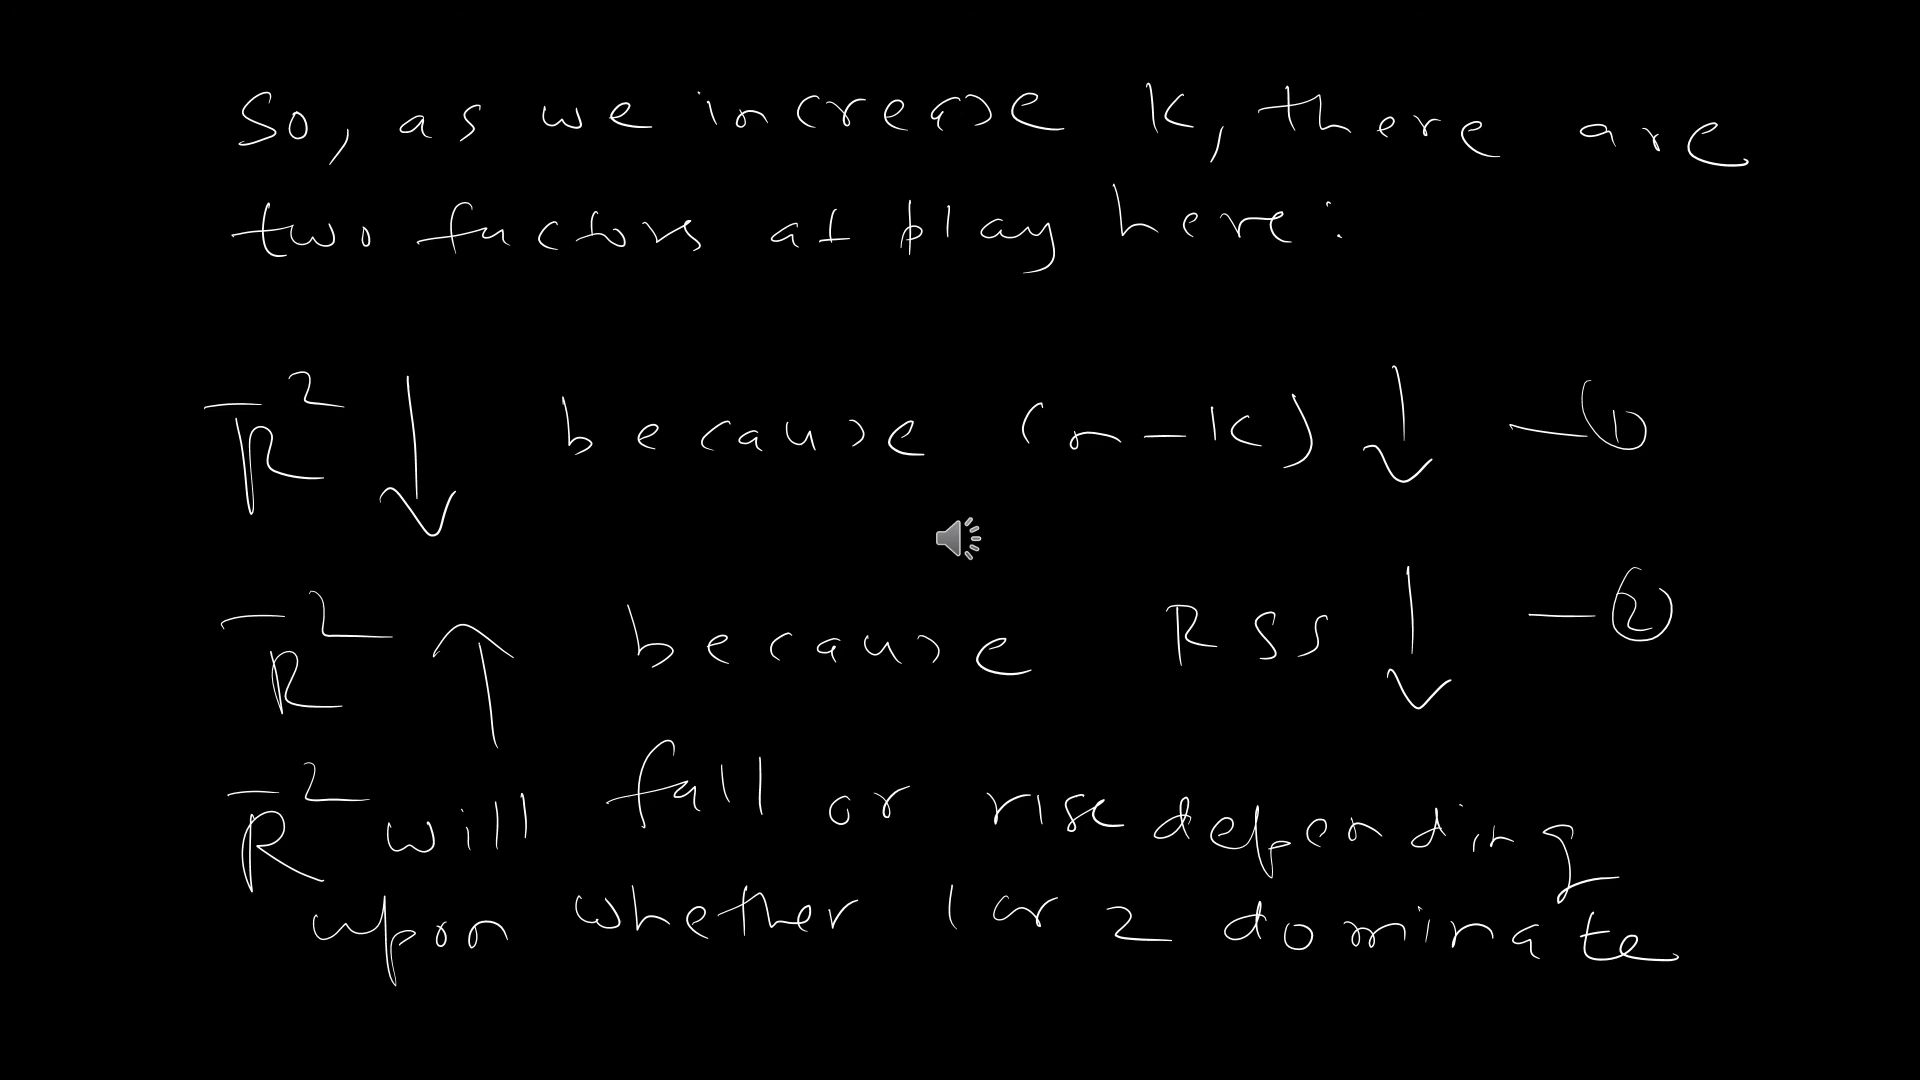 So, as we increase K, there are
two factors at play here:
R̅² ↓ because (n-K) ↓ -①
R̅² ↑ because RSS ↓ -②
R̅² will fall or rise depending
upon whether 1 or 2 dominate